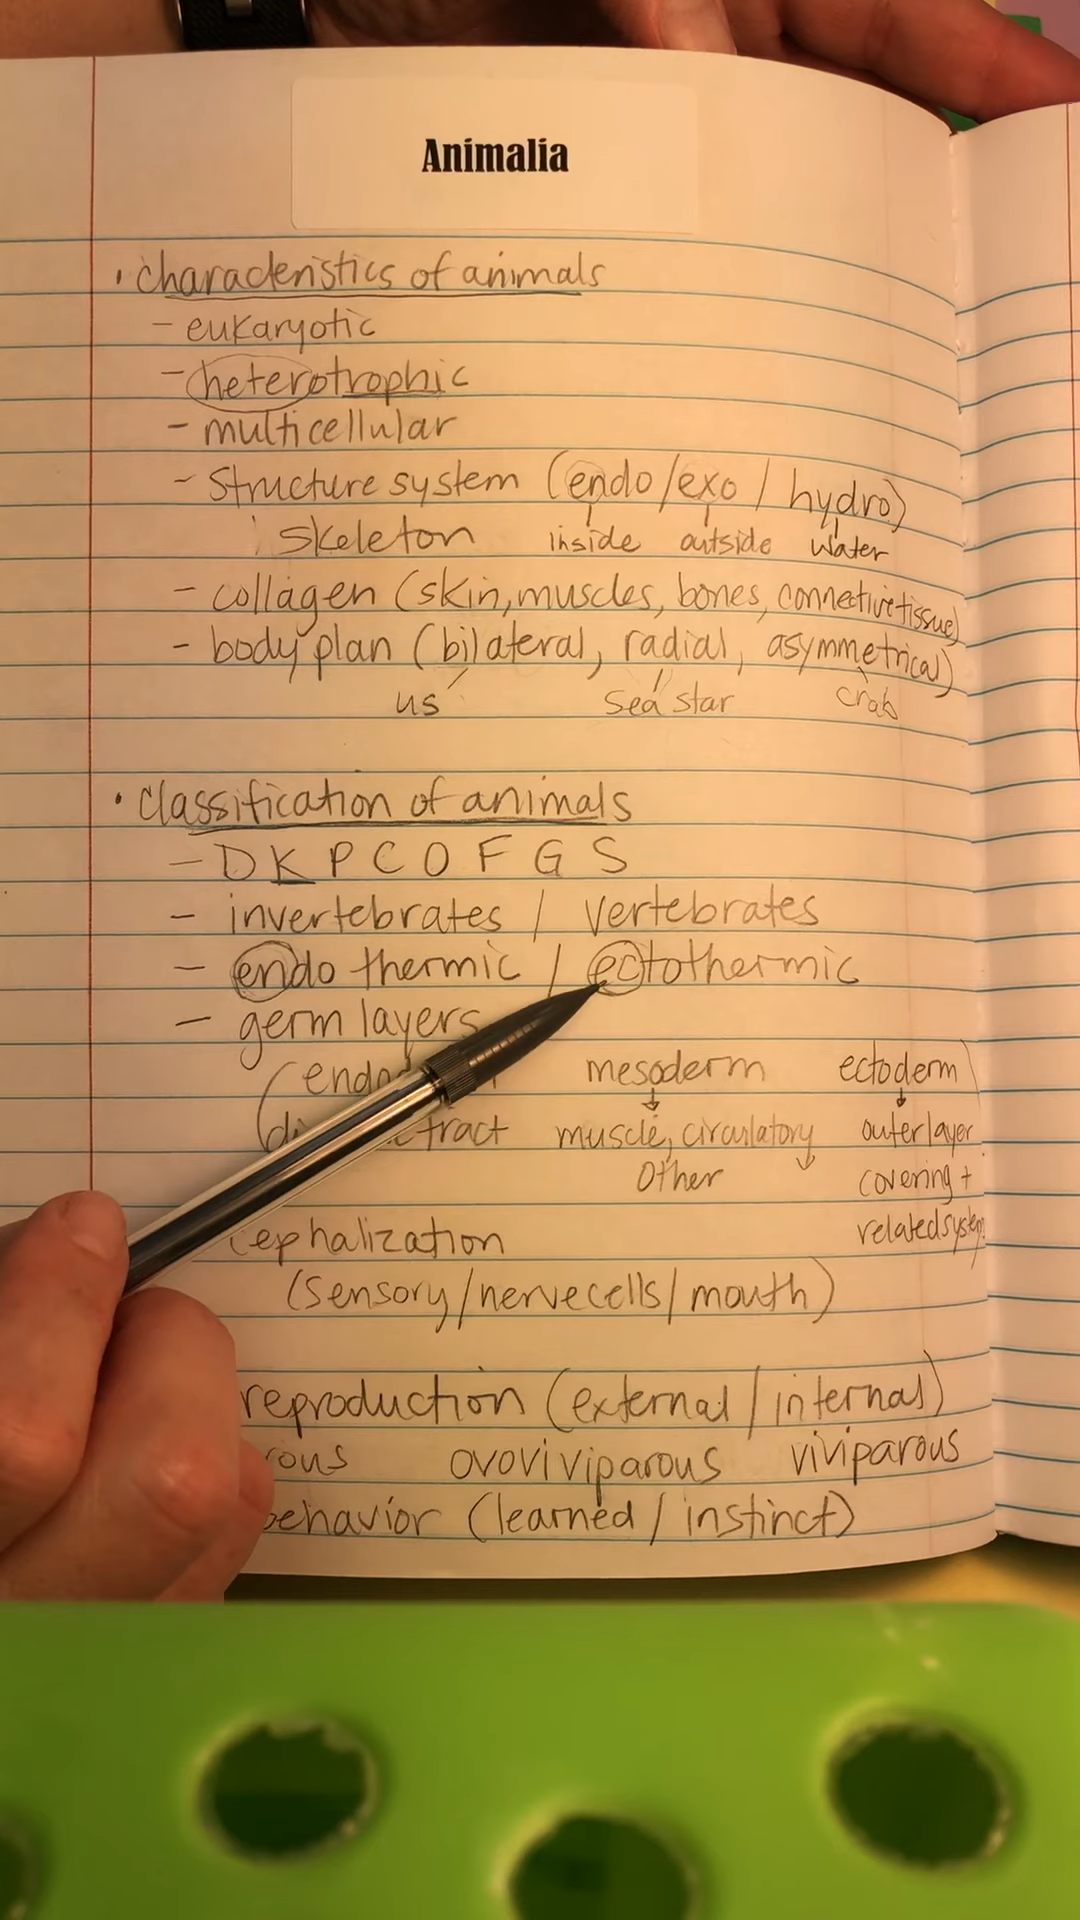 Animalia
• characteristics of animals
- eukaryotic
- heterotrophic
- multicellular
- Structure system (endo/exo / hydro)
skeleton inside outside water
- collagen (skin, muscles, bones, connective tissue)
- body plan (bilateral, radial, asymmetrical)
us sea star crab
• classification of animals
- D K P C O F G S
- invertebrates / vertebrates
- endo thermic / ectothermic
- germ layers
mesoderm ectoderm
tract muscle, circulatory outer layer
Other covering +
cephalization related system
(sensory/nerve cells/mouth)
reproduction (external / internal)
ovoviviparous viviparous
behavior (learned / instinct)